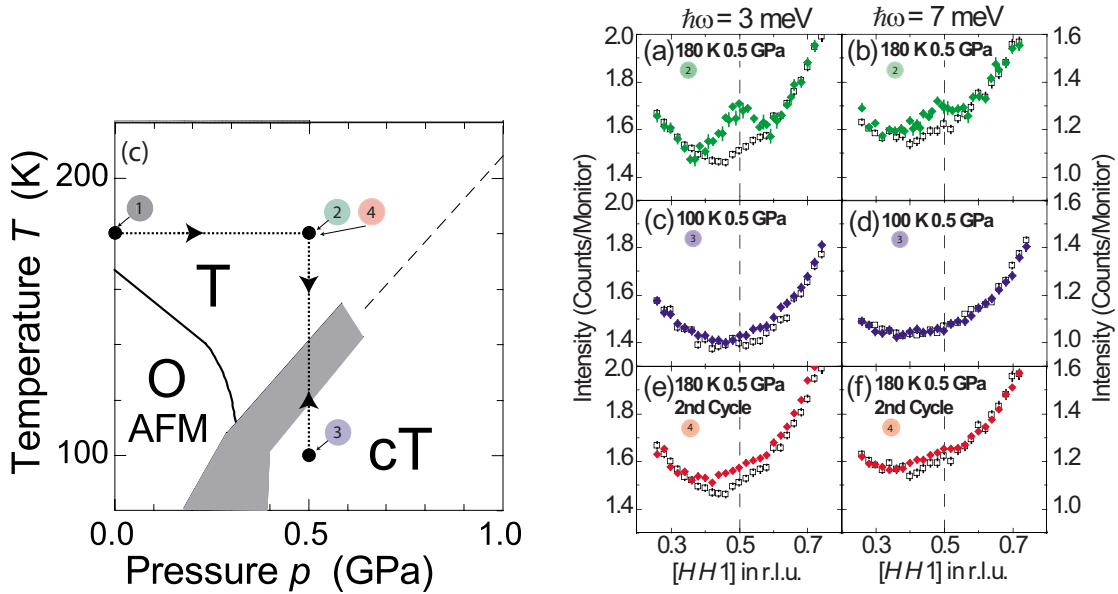 (c)
Temperature T (K)
200
100
1
2
4
3
T
O
AFM
cT
0.0
0.5
1.0
Pressure p (GPa)
ħω = 3 meV
ħω = 7 meV
Intensity (Counts/Monitor)
Intensity (Counts/Monitor)
2.0
1.8
1.6
1.4
(a) 180 K 0.5 GPa
2
(b) 180 K 0.5 GPa
2
1.6
1.4
1.2
1.0
2.0
1.8
1.6
1.4
(c) 100 K 0.5 GPa
3
(d) 100 K 0.5 GPa
3
1.4
1.2
1.0
2.0
1.8
1.6
1.4
(e) 180 K 0.5 GPa
2nd Cycle
4
(f) 180 K 0.5 GPa
2nd Cycle
4
1.6
1.4
1.2
1.0
0.3 0.5 0.7
0.3 0.5 0.7
[H H 1] in r.l.u.
[H H 1] in r.l.u.